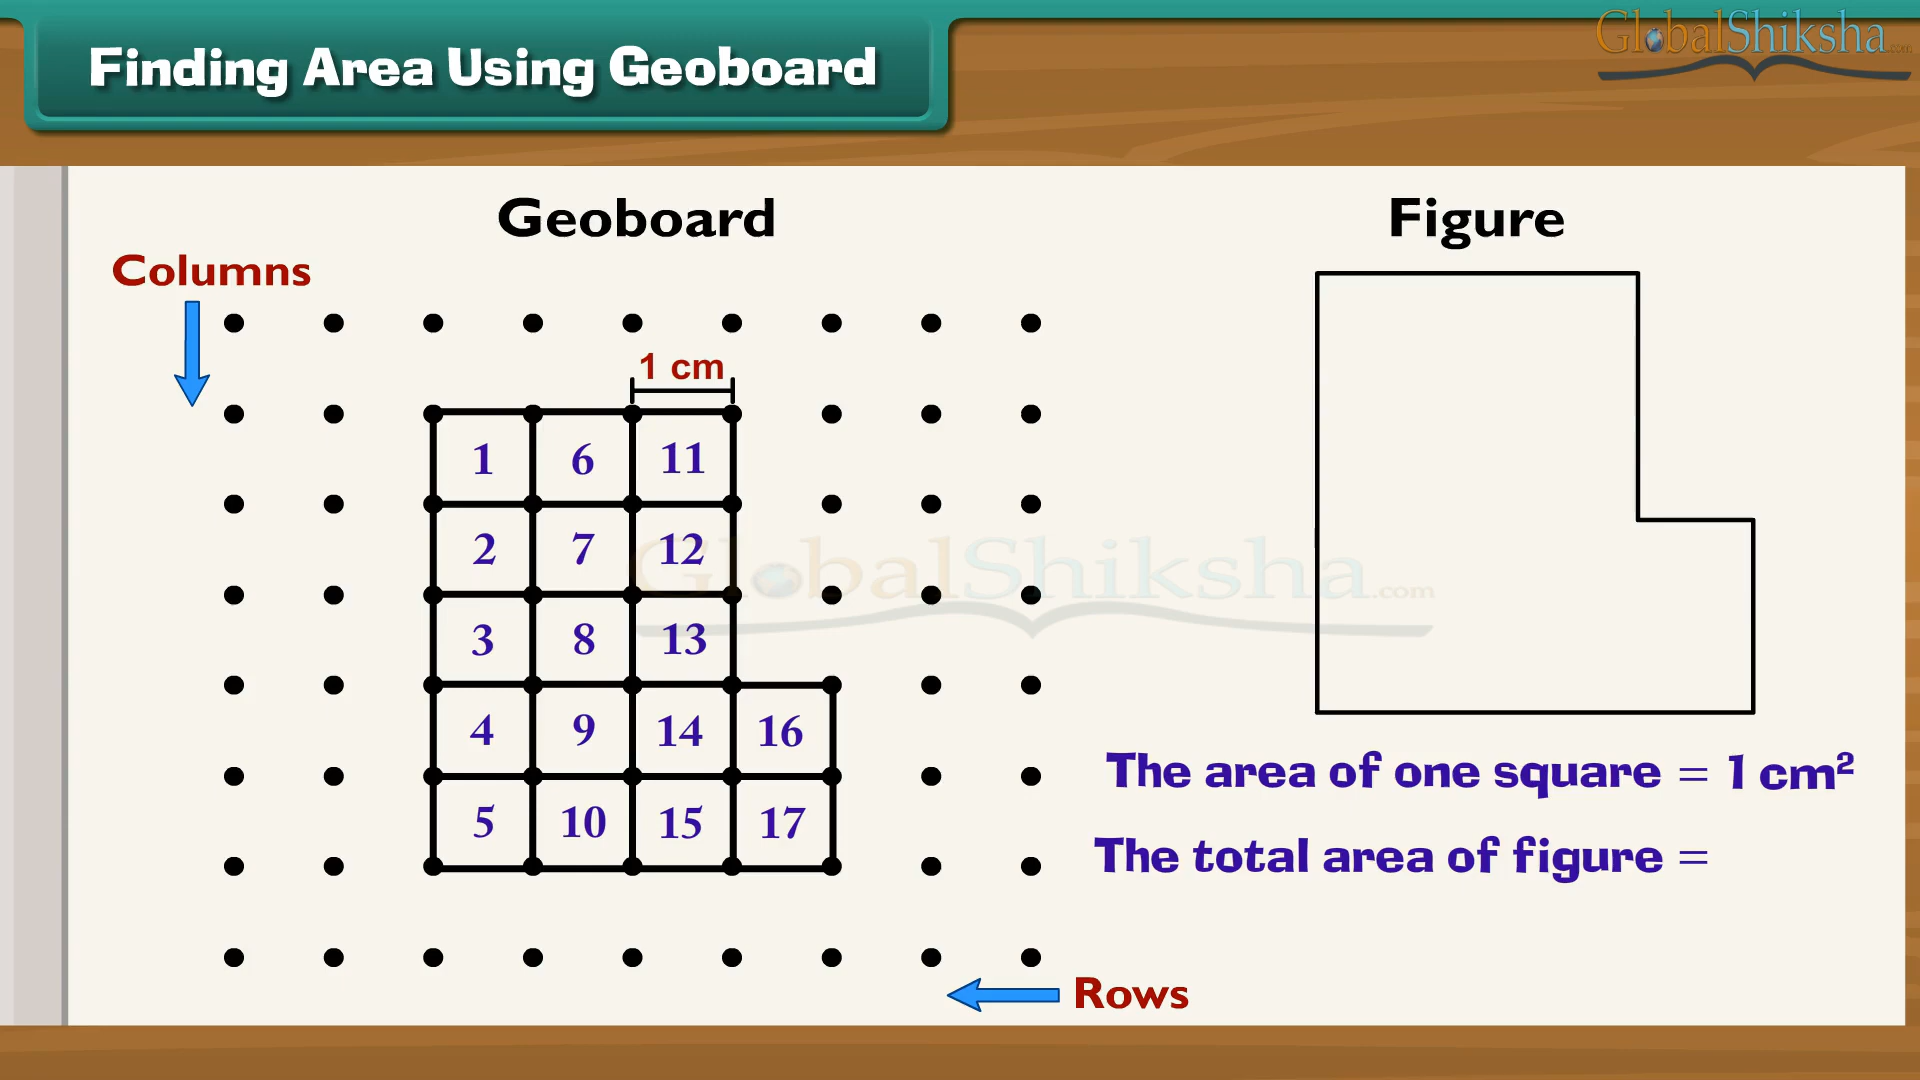 Finding Area Using Geoboard
GlobalShiksha.com
Geoboard
Figure
Columns
1 cm
1 6 11
2 7 12
GlobalShiksha.com
3 8 13
4 9 14 16
5 10 15 17
The area of one square = 1 cm²
The total area of figure =
Rows